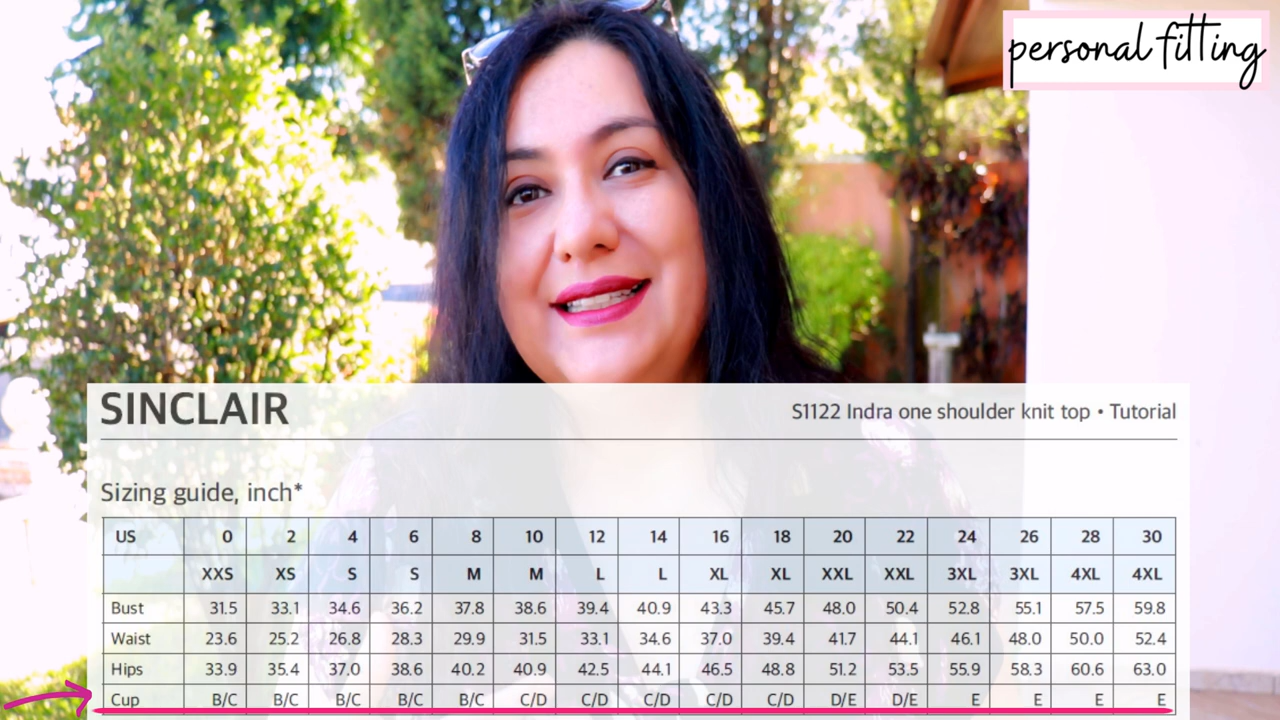 personal fitting
SINCLAIR
S1122 Indra one shoulder knit top • Tutorial
Sizing guide, inch*
US 0 2 4 6 8 10 12 14 16 18 20 22 24 26 28 30
XXS XS S S M M L L XL XL XXL XXL 3XL 3XL 4XL 4XL
Bust 31.5 33.1 34.6 36.2 37.8 38.6 39.4 40.9 43.3 45.7 48.0 50.4 52.8 55.1 57.5 59.8
Waist 23.6 25.2 26.8 28.3 29.9 31.5 33.1 34.6 37.0 39.4 41.7 44.1 46.1 48.0 50.0 52.4
Hips 33.9 35.4 37.0 38.6 40.2 40.9 42.5 44.1 46.5 48.8 51.2 53.5 55.9 58.3 60.6 63.0
Cup B/C B/C B/C B/C B/C C/D C/D C/D C/D C/D D/E D/E E E E E